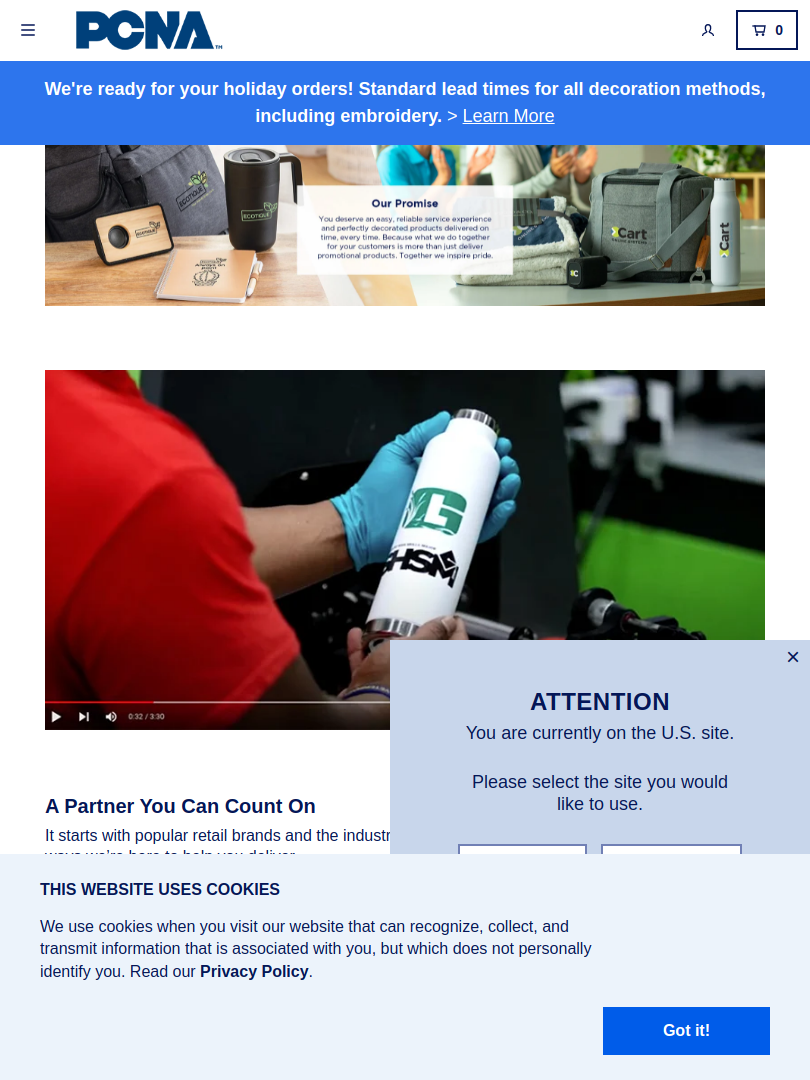 PCNA™
0
We're ready for your holiday orders! Standard lead times for all decoration methods,
including embroidery. > Learn More
ECOTIQUE
ECOTIQUE
ECOTIQUE
Our Promise
You deserve an easy, reliable service experience
and perfectly decorated products delivered on
time, every time. Because what we do together
for your customers is more than just deliver
promotional products. Together we inspire pride.
Cart
Cart
G
GHSM
0:32 / 3:30
ATTENTION
You are currently on the U.S. site.
Please select the site you would
like to use.
A Partner You Can Count On
It starts with popular retail brands and the industr
THIS WEBSITE USES COOKIES
We use cookies when you visit our website that can recognize, collect, and
transmit information that is associated with you, but which does not personally
identify you. Read our Privacy Policy.
Got it!